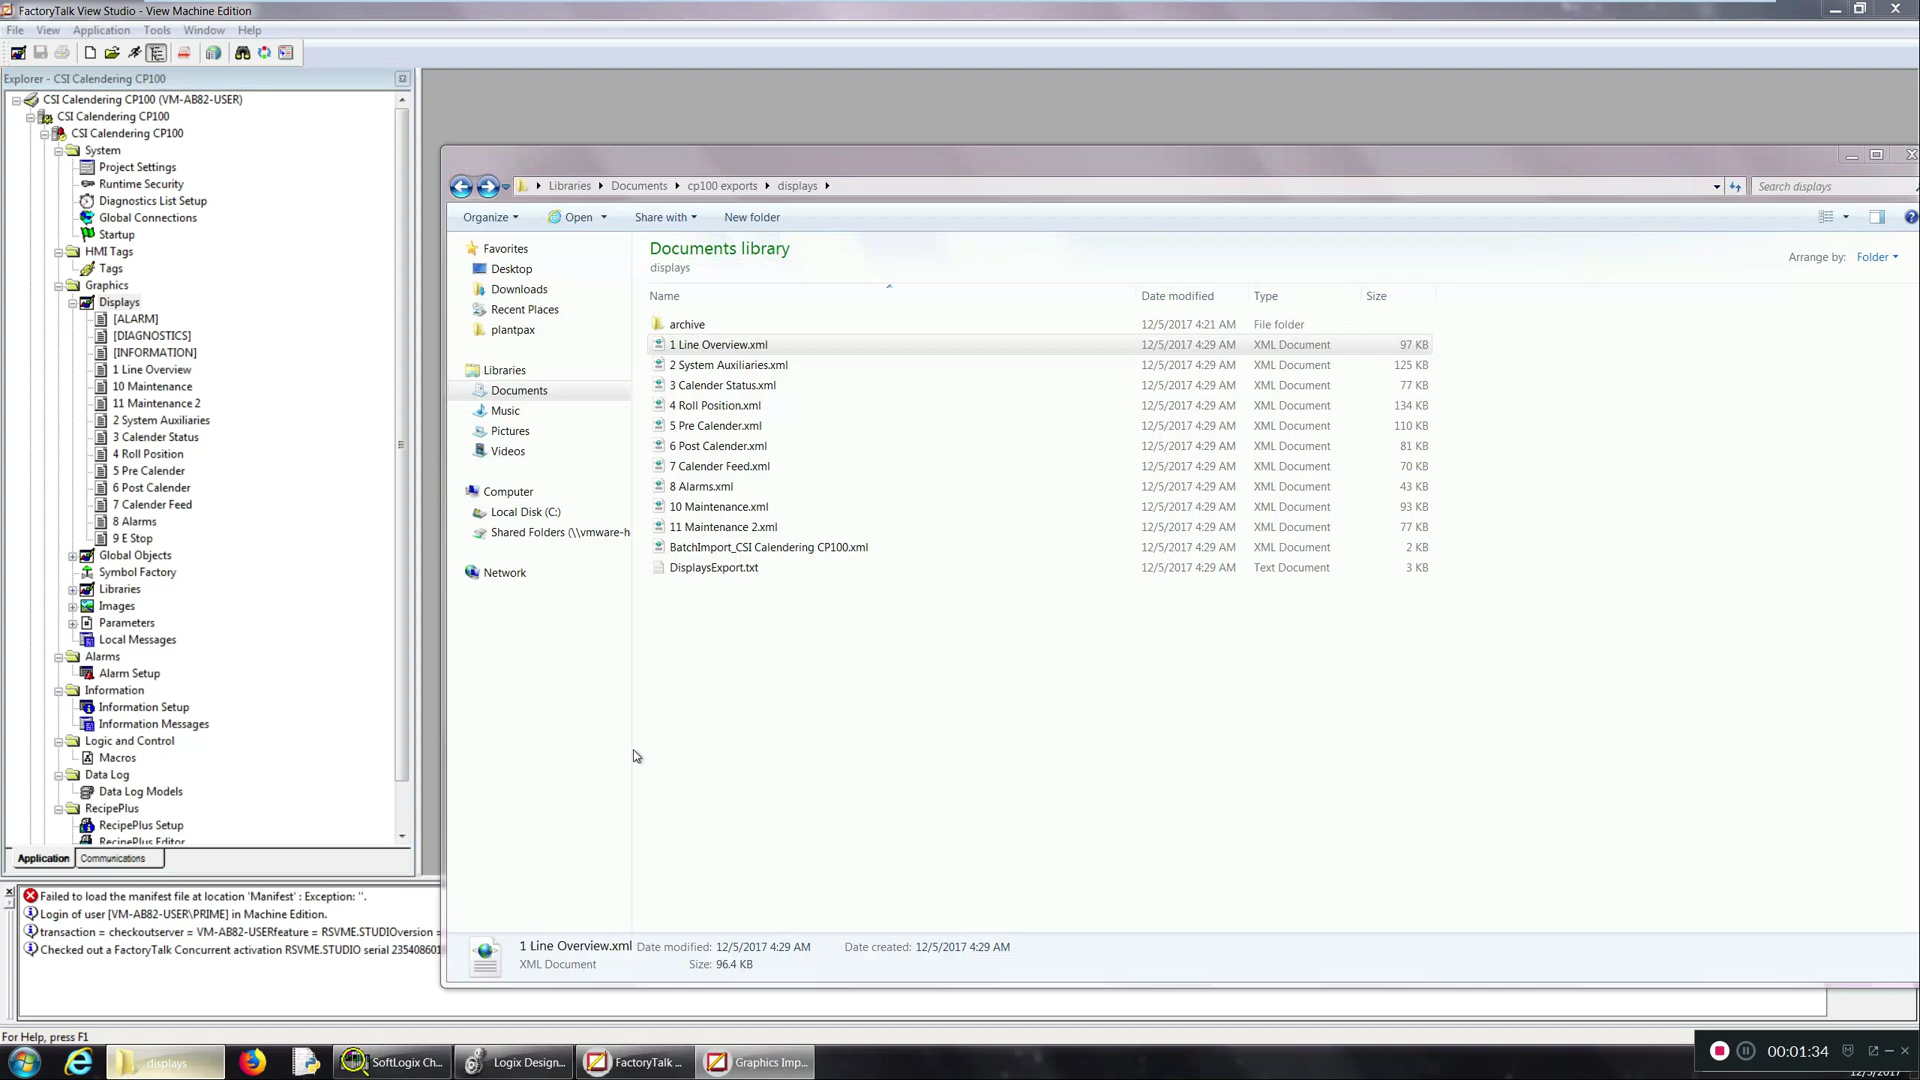 FactoryTalk View Studio - View Machine Edition
File View Application Tools Window Help
Explorer - CSI Calendering CP100
CSI Calendering CP100 (VM-AB82-USER)
CSI Calendering CP100
CSI Calendering CP100
System
Project Settings
Runtime Security
Diagnostics List Setup
Global Connections
Startup
HMI Tags
Tags
Graphics
Displays
[ALARM]
[DIAGNOSTICS]
[INFORMATION]
1 Line Overview
10 Maintenance
11 Maintenance 2
2 System Auxiliaries
3 Calender Status
4 Roll Position
5 Pre Calender
6 Post Calender
7 Calender Feed
8 Alarms
9 E Stop
Global Objects
Symbol Factory
Libraries
Images
Parameters
Local Messages
Alarms
Alarm Setup
Information
Information Setup
Information Messages
Logic and Control
Macros
Data Log
Data Log Models
RecipePlus
RecipePlus Setup
RecipePlus Editor
Application Communications
Failed to load the manifest file at location 'Manifest' : Exception: ''.
Login of user [VM-AB82-USER\PRIME] in Machine Edition.
transaction = checkoutserver = VM-AB82-USERfeature = RSVME.STUDIOversion =
Checked out a FactoryTalk Concurrent activation RSVME.STUDIO serial 235408601
For Help, press F1
Libraries Documents cp100 exports displays
Search displays
Organize Open Share with New folder
Favorites
Desktop
Downloads
Recent Places
plantpax
Libraries
Documents
Music
Pictures
Videos
Computer
Local Disk (C:)
Shared Folders (\\vmware-h
Network
Documents library
displays
Arrange by: Folder
Name Date modified Type Size
archive 12/5/2017 4:21 AM File folder
1 Line Overview.xml 12/5/2017 4:29 AM XML Document 97 KB
2 System Auxiliaries.xml 12/5/2017 4:29 AM XML Document 125 KB
3 Calender Status.xml 12/5/2017 4:29 AM XML Document 77 KB
4 Roll Position.xml 12/5/2017 4:29 AM XML Document 134 KB
5 Pre Calender.xml 12/5/2017 4:29 AM XML Document 110 KB
6 Post Calender.xml 12/5/2017 4:29 AM XML Document 81 KB
7 Calender Feed.xml 12/5/2017 4:29 AM XML Document 70 KB
8 Alarms.xml 12/5/2017 4:29 AM XML Document 43 KB
10 Maintenance.xml 12/5/2017 4:29 AM XML Document 93 KB
11 Maintenance 2.xml 12/5/2017 4:29 AM XML Document 77 KB
BatchImport_CSI Calendering CP100.xml 12/5/2017 4:29 AM XML Document 2 KB
DisplaysExport.txt 12/5/2017 4:29 AM Text Document 3 KB
1 Line Overview.xml Date modified: 12/5/2017 4:29 AM Date created: 12/5/2017 4:29 AM
XML Document Size: 96.4 KB
displays SoftLogix Ch... Logix Design... FactoryTalk ... Graphics Imp...
00:01:34
12/5/2017